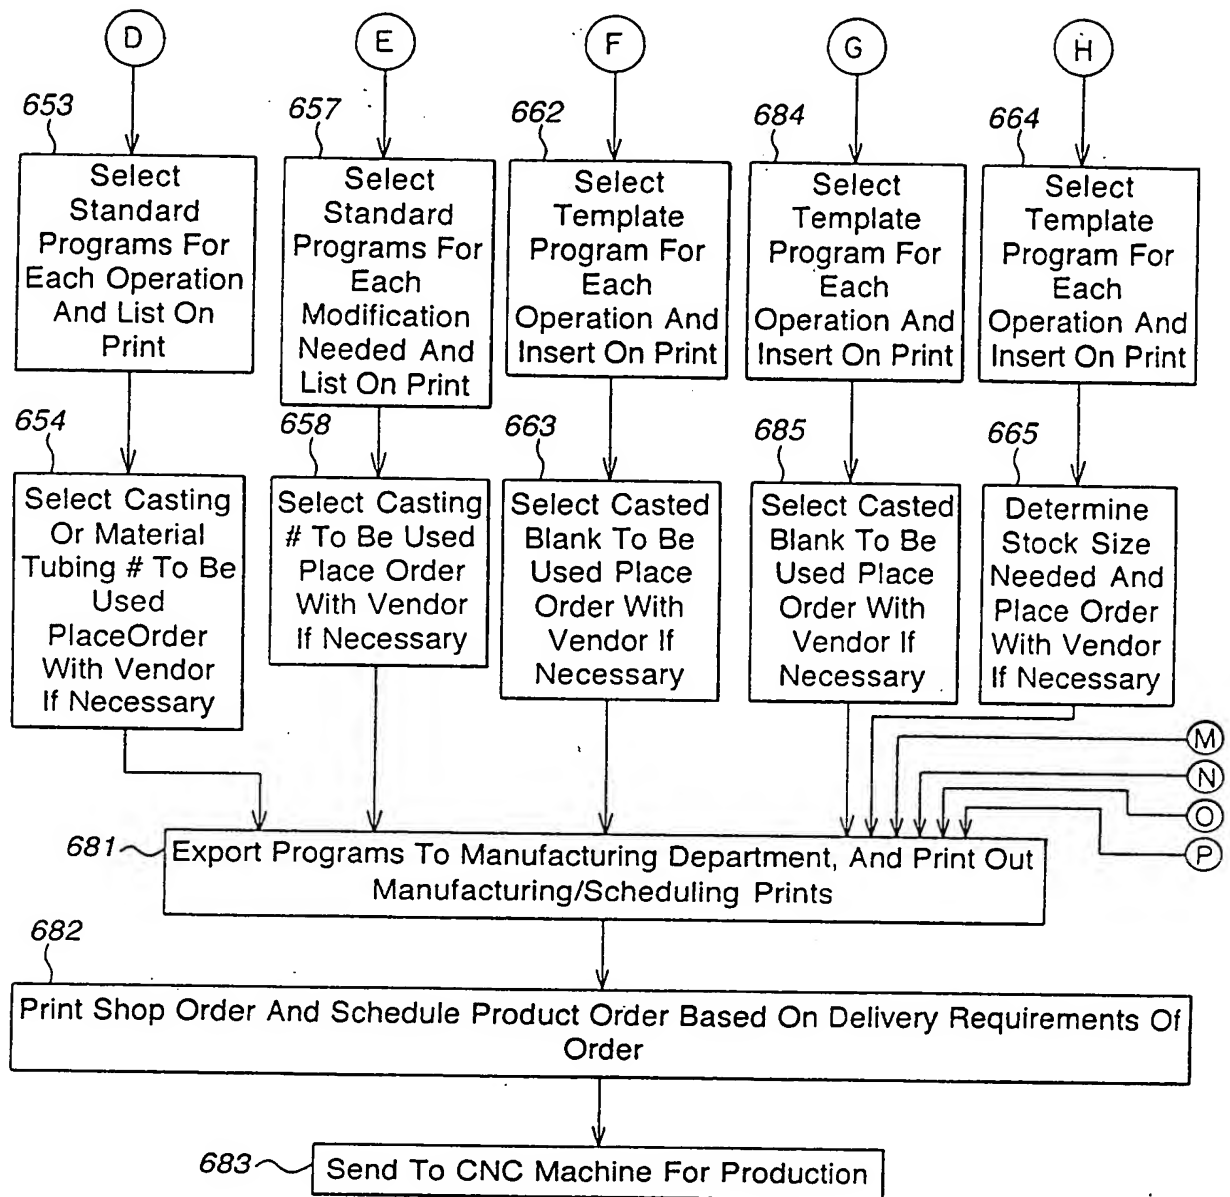 D
E
F
G
H
653
657
662
684
664
Select
Standard
Programs For
Each Operation
And List On
Print
Select
Standard
Programs For
Each
Modification
Needed And
List On Print
Select
Template
Program For
Each
Operation And
Insert On Print
Select
Template
Program For
Each
Operation And
Insert On Print
Select
Template
Program For
Each
Operation And
Insert On Print
654
658
663
685
665
Select Casting
Or Material
Tubing # To Be
Used
PlaceOrder
With Vendor
If Necessary
Select Casting
# To Be Used
Place Order
With Vendor
If Necessary
Select Casted
Blank To Be
Used Place
Order With
Vendor If
Necessary
Select Casted
Blank To Be
Used Place
Order With
Vendor If
Necessary
Determine
Stock Size
Needed And
Place Order
With Vendor
If Necessary
M
N
O
P
681
Export Programs To Manufacturing Department, And Print Out
Manufacturing/Scheduling Prints
682
Print Shop Order And Schedule Product Order Based On Delivery Requirements Of
Order
683
Send To CNC Machine For Production